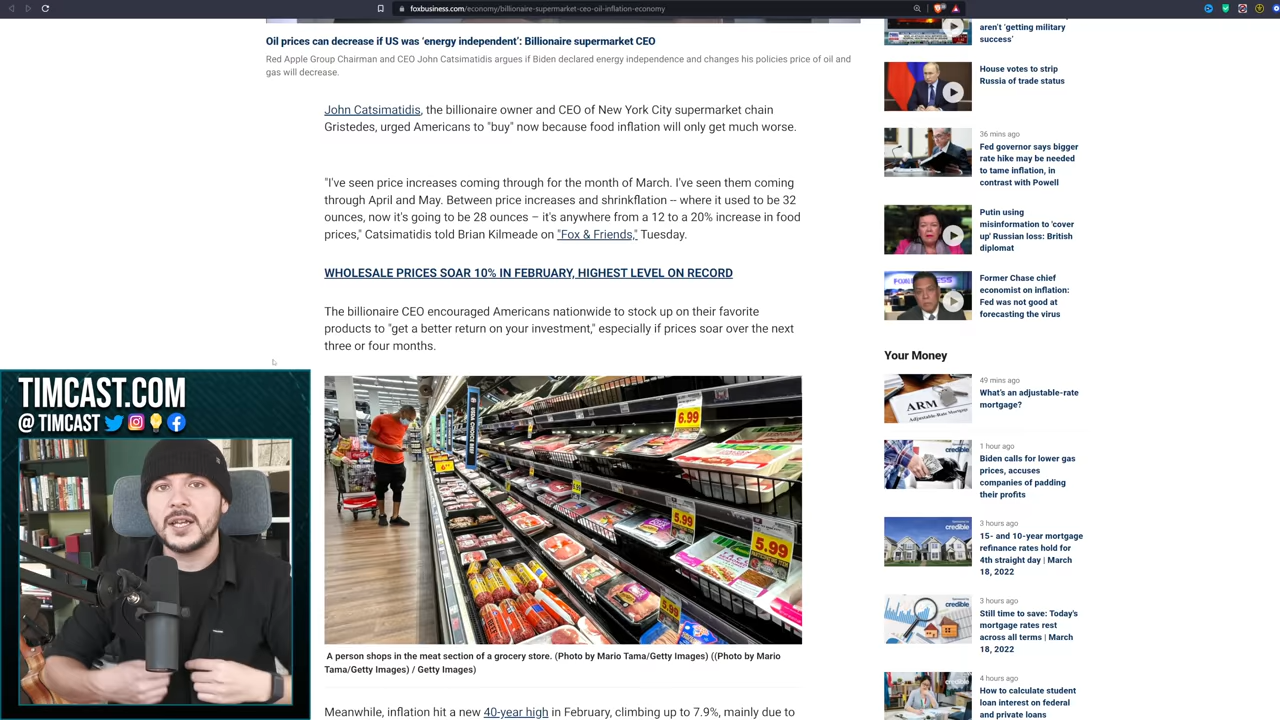 foxbusiness.com/economy/billionaire-supermarket-ceo-oil-inflation-economy
Oil prices can decrease if US was ‘energy independent’: Billionaire supermarket CEO
Red Apple Group Chairman and CEO John Catsimatidis argues if Biden declared energy independence and changes his policies price of oil and
gas will decrease.
John Catsimatidis, the billionaire owner and CEO of New York City supermarket chain
Gristedes, urged Americans to "buy" now because food inflation will only get much worse.
"I've seen price increases coming through for the month of March. I've seen them coming
through April and May. Between price increases and shrinkflation -- where it used to be 32
ounces, now it's going to be 28 ounces – it's anywhere from a 12 to a 20% increase in food
prices," Catsimatidis told Brian Kilmeade on "Fox & Friends," Tuesday.
WHOLESALE PRICES SOAR 10% IN FEBRUARY, HIGHEST LEVEL ON RECORD
The billionaire CEO encouraged Americans nationwide to stock up on their favorite
products to "get a better return on your investment," especially if prices soar over the next
three or four months.
6.99
5.99
5.99
5.99
A person shops in the meat section of a grocery store. (Photo by Mario Tama/Getty Images) ((Photo by Mario
Tama/Getty Images) / Getty Images)
inflation hit a new 40-year high in February, climbing up to 7.9%, mainly due to
TIMCAST.COM
@ TIMCAST
aren’t ‘getting military
success’
House votes to strip
Russia of trade status
36 mins ago
Fed governor says bigger
rate hike may be needed
to tame inflation, in
contrast with Powell
Putin using
misinformation to 'cover
up' Russian loss: British
diplomat
Former Chase chief
economist on inflation:
Fed was not good at
forecasting the virus
Your Money
ARM
Adjustable-Rate Mortgage
49 mins ago
What’s an adjustable-rate
mortgage?
credible
1 hour ago
Biden calls for lower gas
prices, accuses
companies of padding
their profits
credible
3 hours ago
15- and 10-year mortgage
refinance rates hold for
4th straight day | March
18, 2022
credible
3 hours ago
Still time to save: Today's
mortgage rates rest
across all terms | March
18, 2022
credible
4 hours ago
How to calculate student
loan interest on federal
and private loans